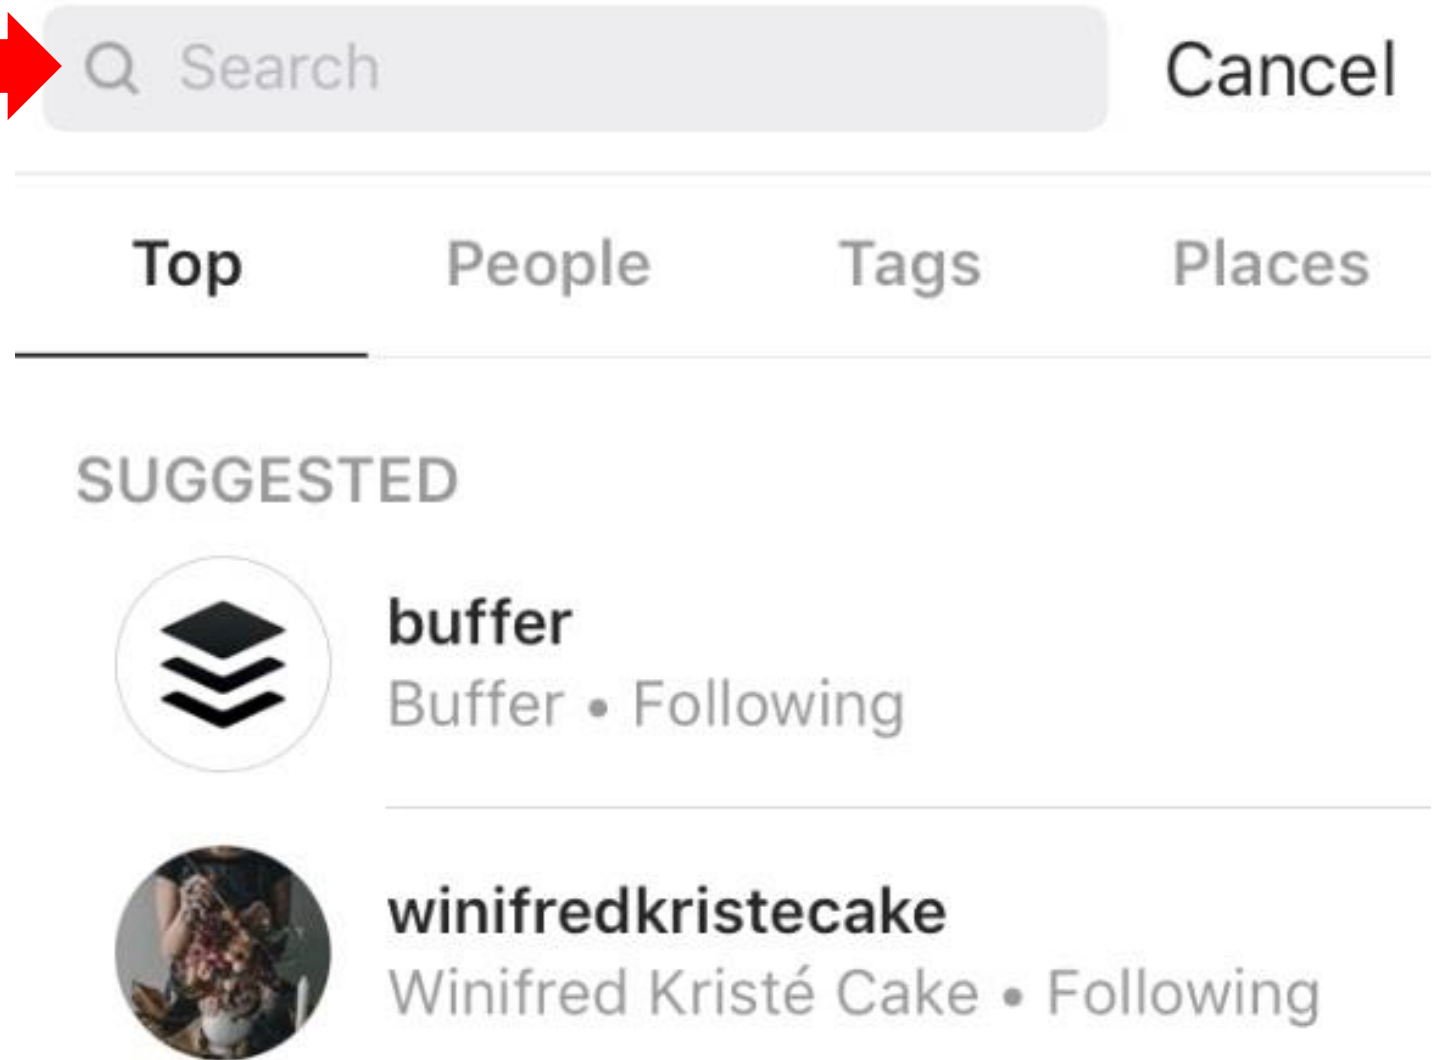 Search Cancel
Top People Tags Places
SUGGESTED
buffer
Buffer • Following
winifredkristecake
Winifred Kristé Cake • Following